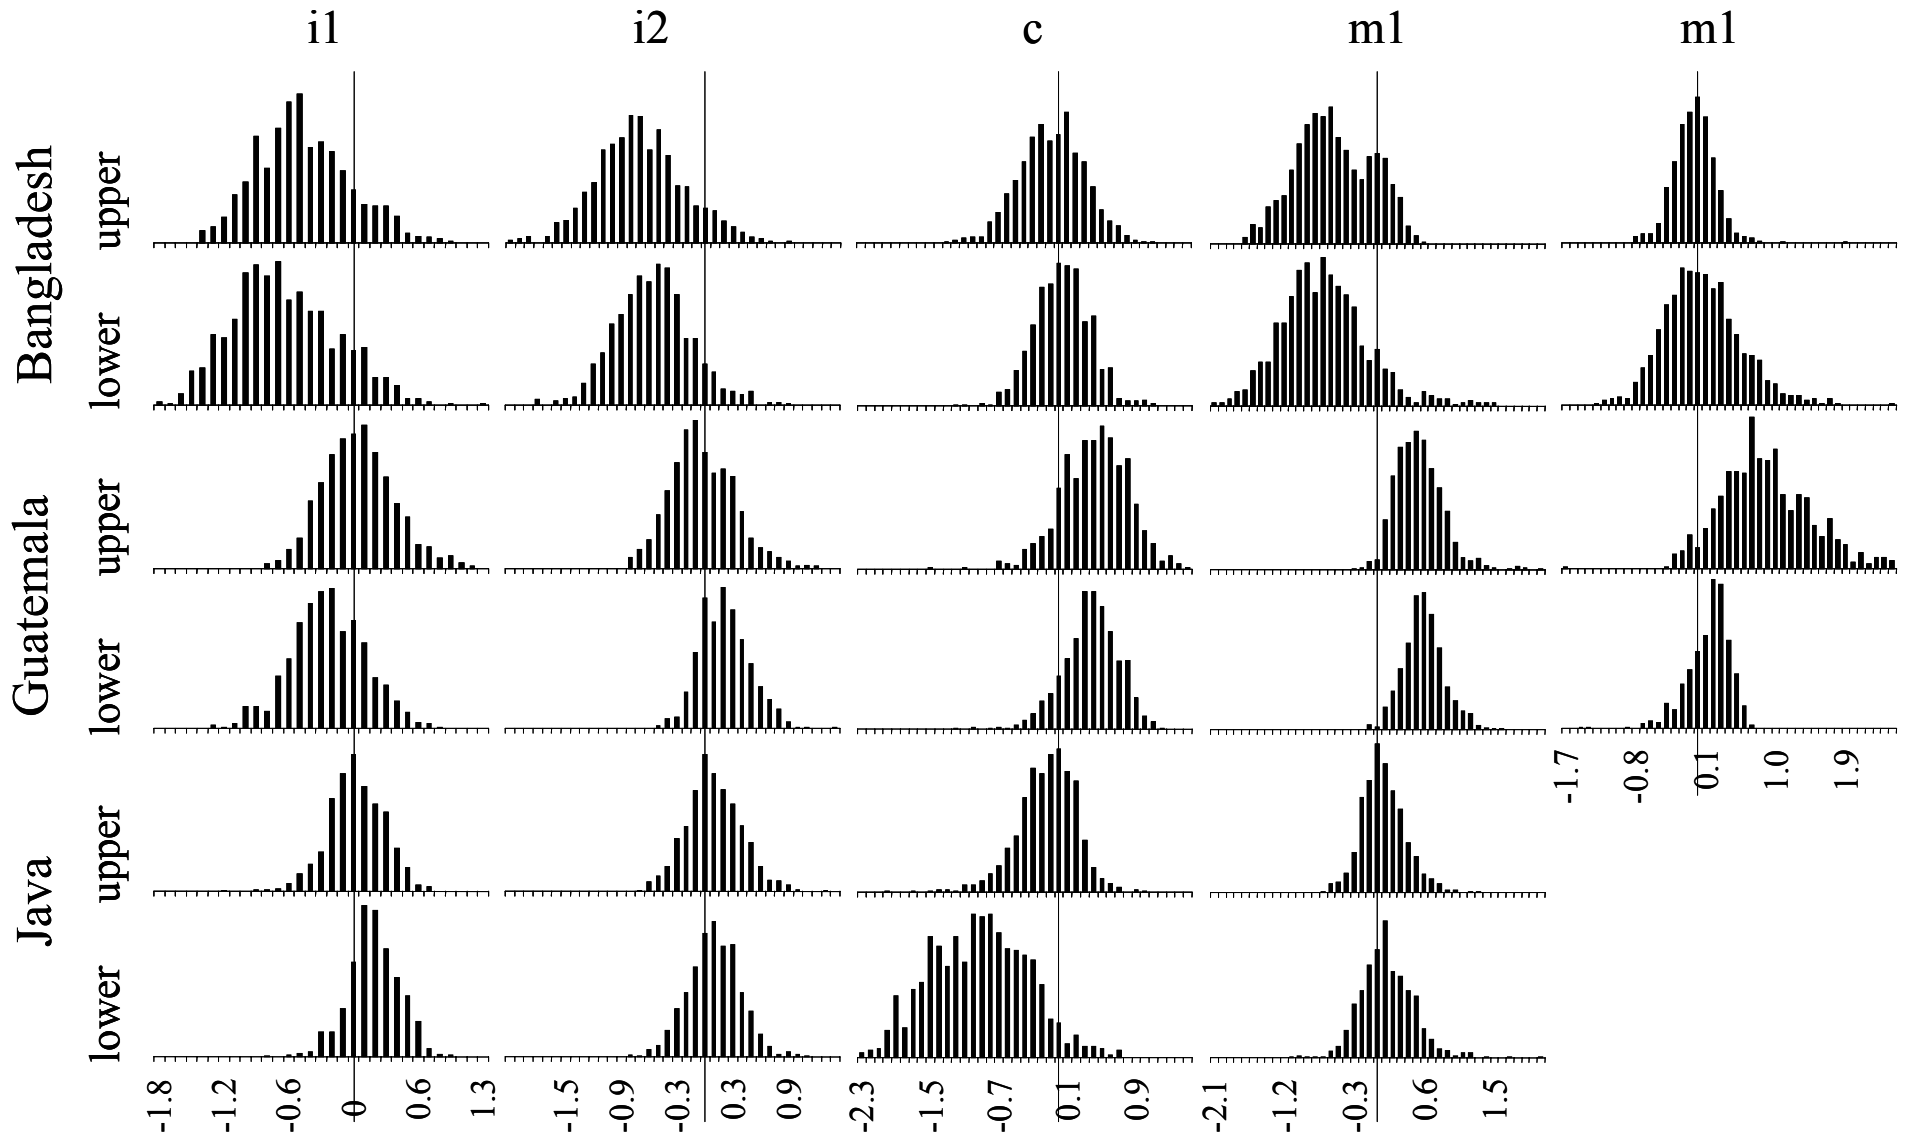 i1 i2 c m1 m1
Bangladesh
upper
lower
Guatemala
upper
lower
-1.7 -0.8 0.1 1.0 1.9
Java
upper
lower
-1.8 -1.2 -0.6 0 0.6 1.3
-1.5 -0.9 -0.3 0.3 0.9
-2.3 -1.5 -0.7 0.1 0.9
-2.1 -1.2 -0.3 0.6 1.5